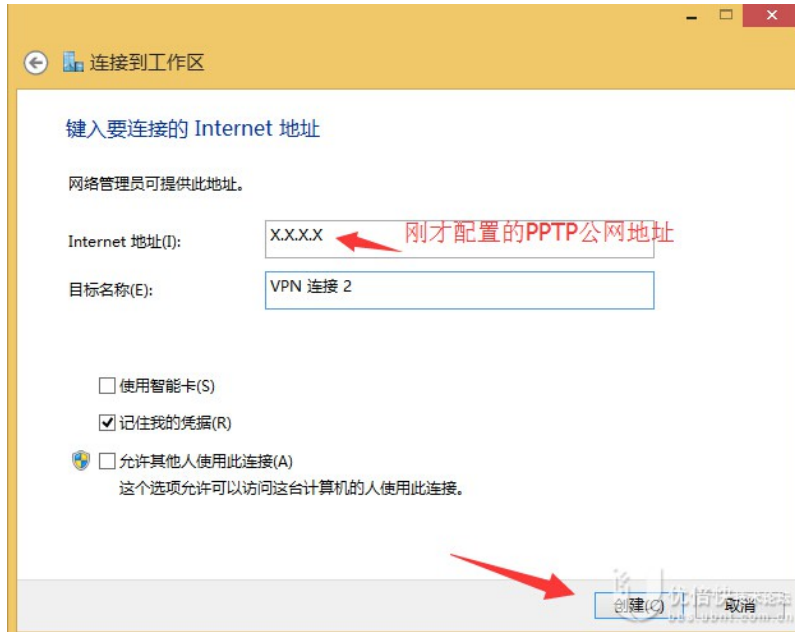 连接到工作区
键入要连接的 Internet 地址
网络管理员可提供此地址。
Internet 地址(I):
X.X.X.X
刚才配置的PPTP公网地址
目标名称(E):
VPN 连接 2
使用智能卡(S)
记住我的凭据(R)
允许其他人使用此连接(A)
这个选项允许可以访问这台计算机的人使用此连接。
创建(C)
取消